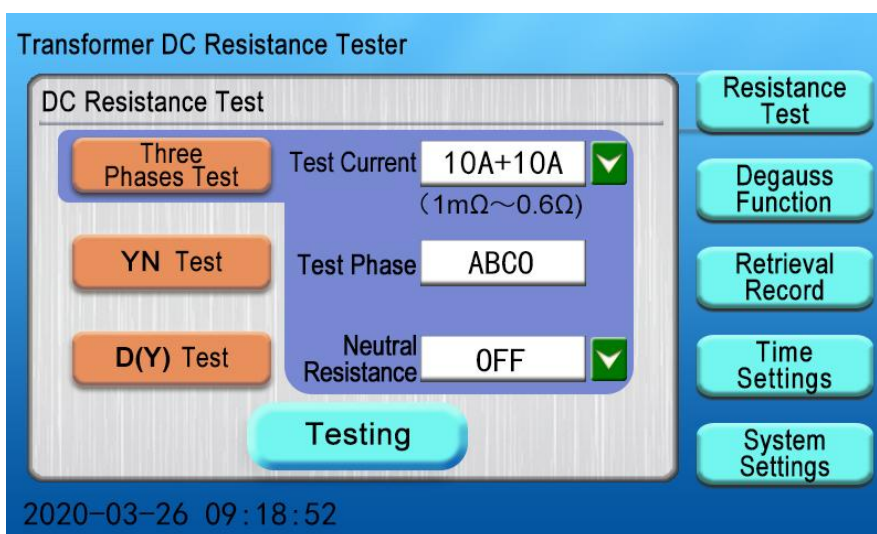 Transformer DC Resistance Tester
DC Resistance Test
Three
Phases Test
Test Current
10A+10A
(1mΩ～0.6Ω)
YN Test
Test Phase
ABCO
D(Y) Test
Neutral
Resistance
OFF
Testing
Resistance
Test
Degauss
Function
Retrieval
Record
Time
Settings
System
Settings
2020-03-26 09:18:52